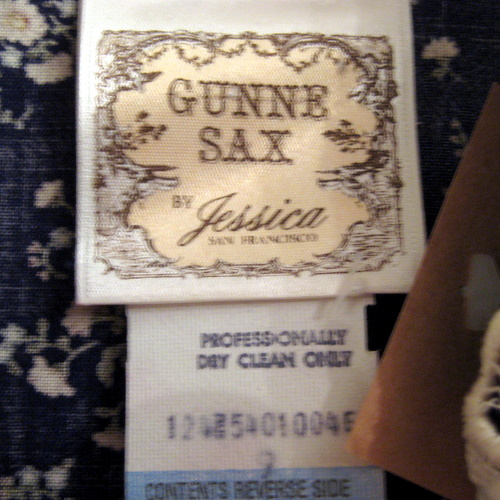 GUNNE
SAX
BY Jessica
SAN FRANCISCO
PROFESSIONALLY
DRY CLEAN ONLY
CONTENTS REVERSE SIDE